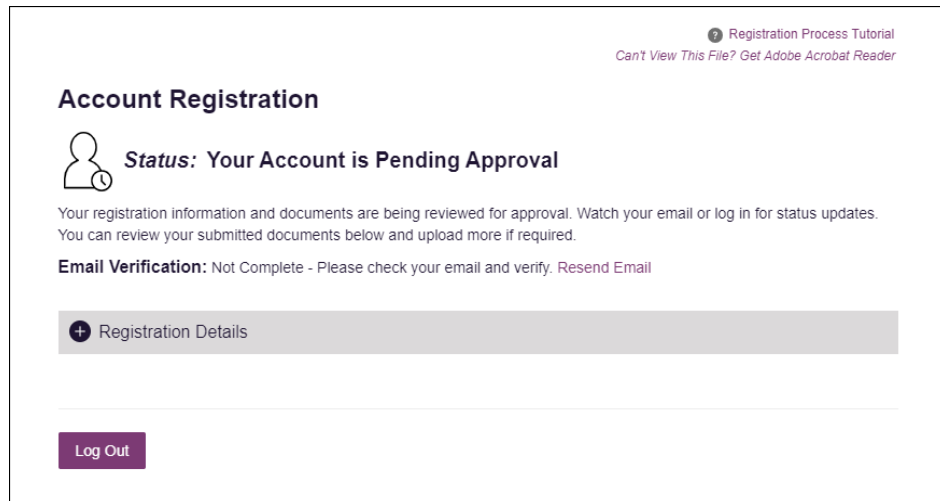 Registration Process Tutorial
Can't View This File? Get Adobe Acrobat Reader
Account Registration
Status: Your Account is Pending Approval
Your registration information and documents are being reviewed for approval. Watch your email or log in for status updates.
You can review your submitted documents below and upload more if required.
Email Verification: Not Complete - Please check your email and verify. Resend Email
Registration Details
Log Out